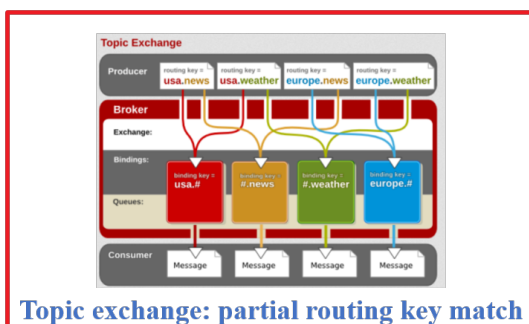 Topic Exchange
Producer
routing key =
usa.news
routing key =
usa.weather
routing key =
europe.news
routing key =
europe.weather
Broker
Exchange:
Bindings:
binding key =
usa.#
binding key =
#.news
binding key =
#.weather
binding key =
europe.#
Queues:
Consumer
Message
Message
Message
Message
Topic exchange: partial routing key match